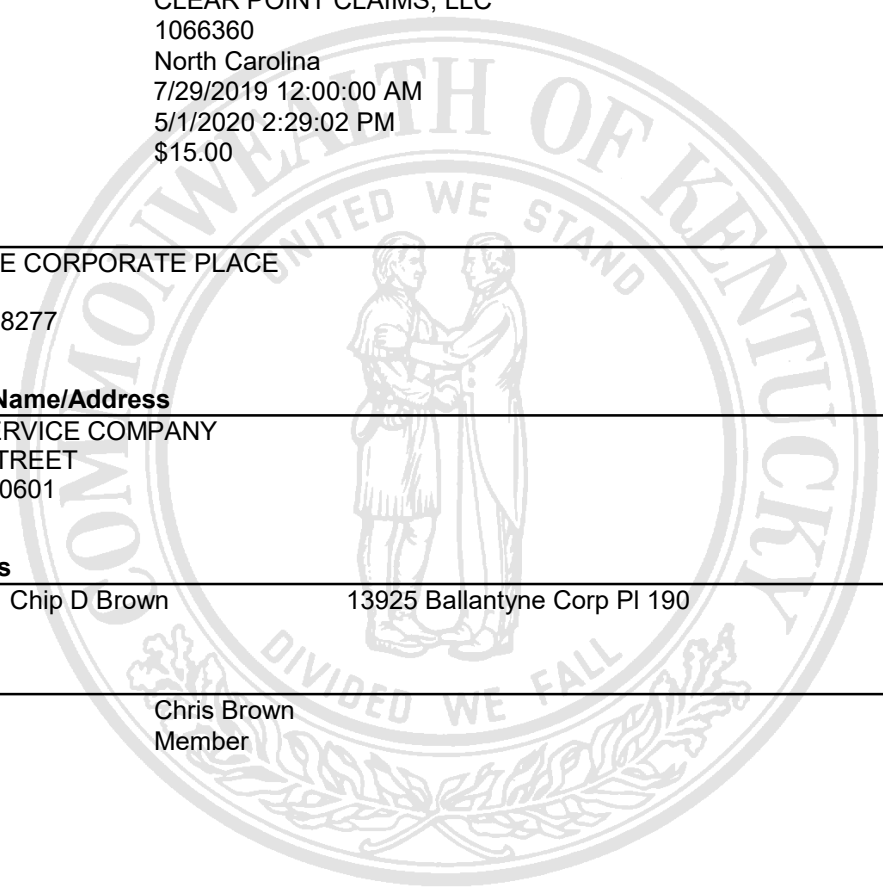 CLEAR POINT CLAIMS, LLC
1066360
North Carolina
7/29/2019 12:00:00 AM
5/1/2020 2:29:02 PM
$15.00
COMMONWEALTH OF KENTUCKY
UNITED WE STAND
E CORPORATE PLACE
8277
Name/Address
ERVICE COMPANY
TREET
0601
s
Chip D Brown 13925 Ballantyne Corp Pl 190
DIVIDED WE FALL
Chris Brown
Member